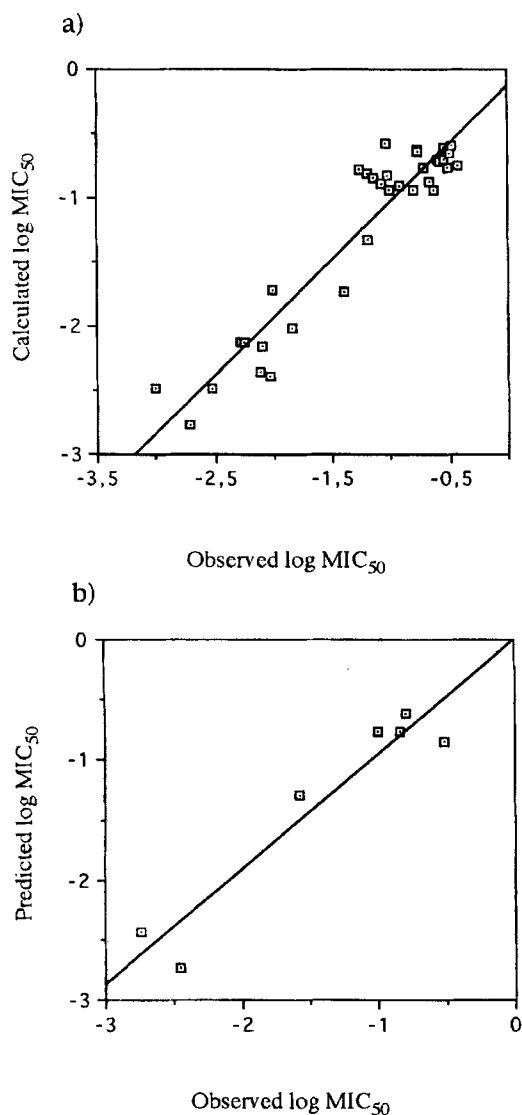 a)
0
-1
-2
-3
Calculated log MIC50
-3,5 -2,5 -1,5 -0,5
Observed log MIC50
b)
0
-1
-2
-3
Predicted log MIC50
-3 -2 -1 0
Observed log MIC50